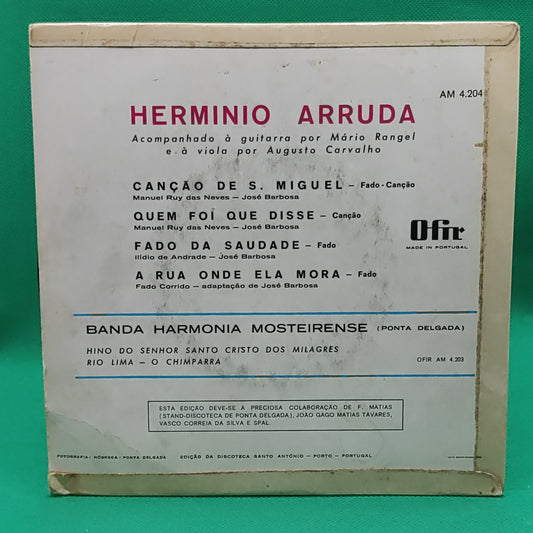 AM 4.204
HERMINIO ARRUDA
Acompanhado à guitarra por Mário Rangel
e à viola por Augusto Carvalho
CANÇÃO DE S. MIGUEL – Fado-Canção
Manuel Ruy das Neves – José Barbosa
QUEM FOI QUE DISSE – Canção
Manuel Ruy das Neves – José Barbosa
FADO DA SAUDADE – Fado
Ilídio de Andrade – José Barbosa
A RUA ONDE ELA MORA – Fado
Fado Corrido – adaptação de José Barbosa
Ofir
MADE IN PORTUGAL
BANDA HARMONIA MOSTEIRENSE (PONTA DELGADA)
HINO DO SENHOR SANTO CRISTO DOS MILAGRES
RIO LIMA – O CHIMPARRA
OFIR AM 4.203
ESTA EDIÇÃO DEVE-SE A PRECIOSA COLABORAÇÃO DE F. MATIAS
(STAND-DISCOTECA DE PONTA DELGADA), JOÃO GAGO MATIAS TAVARES,
VASCO CORREIA DA SILVA E SPAL.
FOTOGRAFIA: NÓBREGA - PONTA DELGADA
EDIÇÃO DA DISCOTECA SANTO ANTÓNIO – PORTO – PORTUGAL